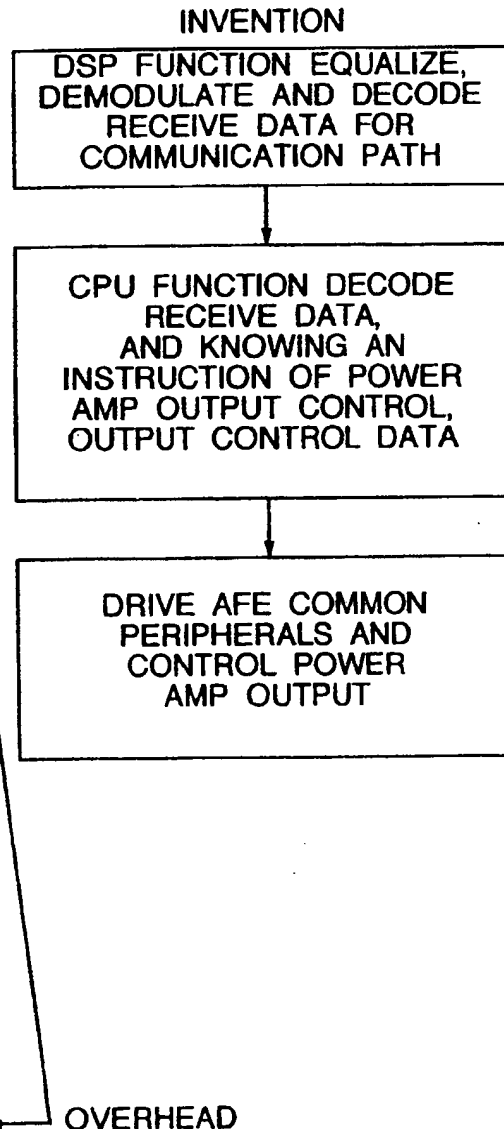 INVENTION
DSP FUNCTION EQUALIZE,
DEMODULATE AND DECODE
RECEIVE DATA FOR
COMMUNICATION PATH
CPU FUNCTION DECODE
RECEIVE DATA,
AND KNOWING AN
INSTRUCTION OF POWER
AMP OUTPUT CONTROL,
OUTPUT CONTROL DATA
DRIVE AFE COMMON
PERIPHERALS AND
CONTROL POWER
AMP OUTPUT
OVERHEAD